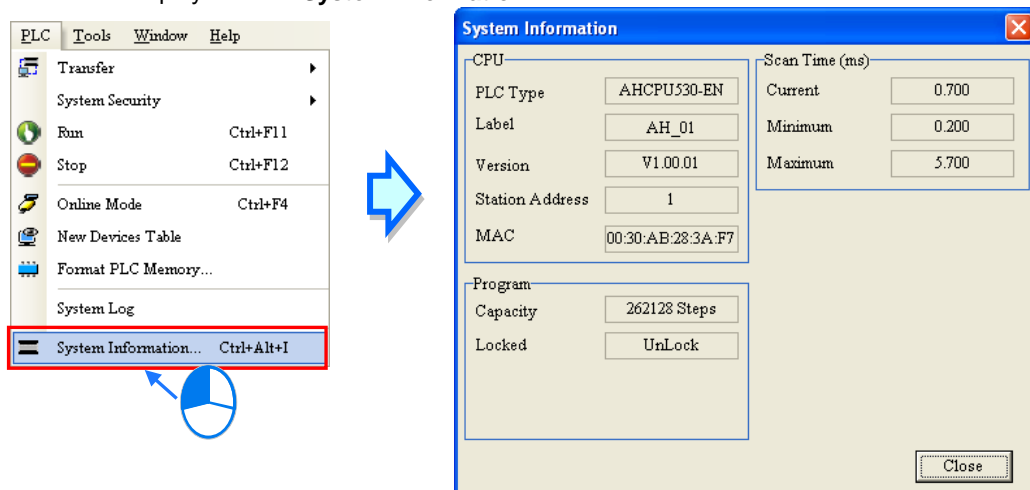 System Information
PLC Tools Window Help
Transfer
System Security
Run Ctrl+F11
Stop Ctrl+F12
Online Mode Ctrl+F4
New Devices Table
Format PLC Memory...
System Log
System Information... Ctrl+Alt+I
System Information
CPU
PLC Type AHCPU530-EN
Label AH_01
Version V1.00.01
Station Address 1
MAC 00:30:AB:28:3A:F7
Program
Capacity 262128 Steps
Locked UnLock
Scan Time (ms)
Current 0.700
Minimum 0.200
Maximum 5.700
Close